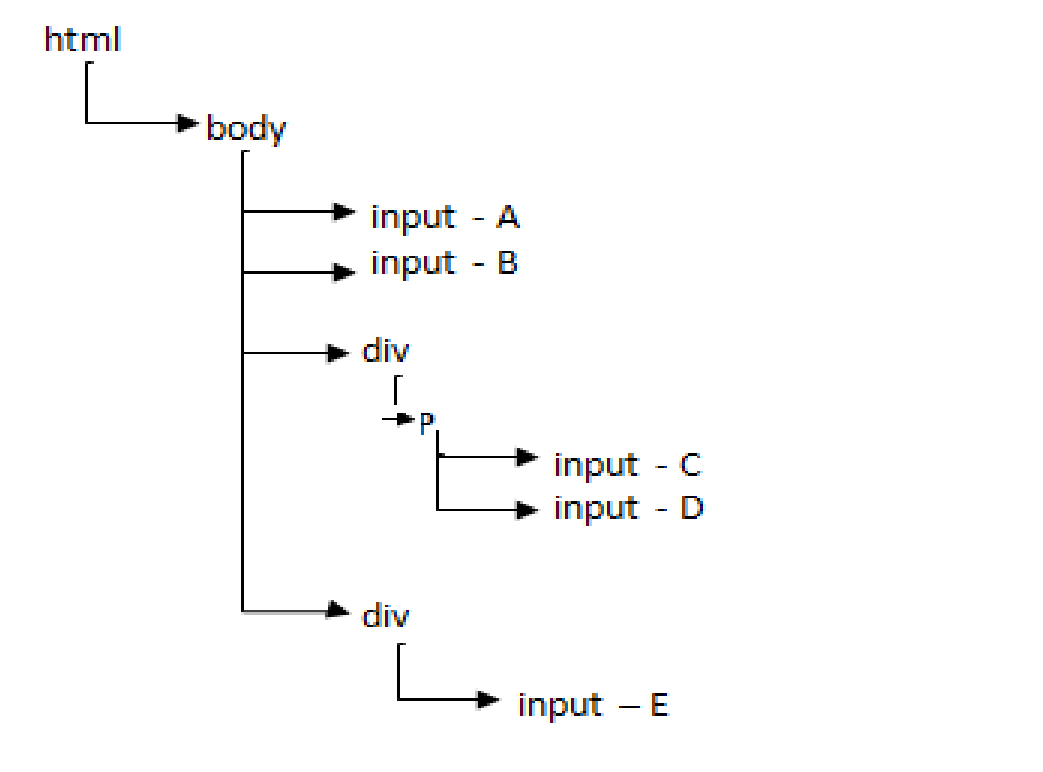 html
body
input - A
input - B
div
P
input - C
input - D
div
input – E